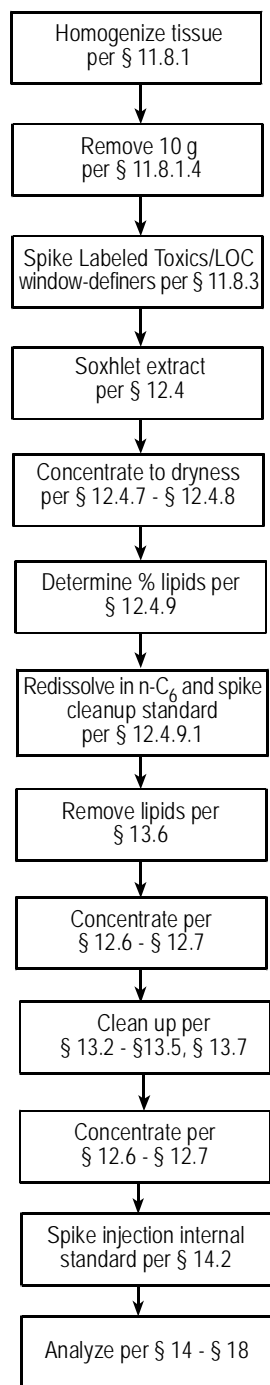 Homogenize tissue
per § 11.8.1
Remove 10 g
per § 11.8.1.4
Spike Labeled Toxics/LOC
window-definers per § 11.8.3
Soxhlet extract
per § 12.4
Concentrate to dryness
per § 12.4.7 - § 12.4.8
Determine % lipids per
§ 12.4.9
Redissolve in n-C₆ and spike
cleanup standard
per § 12.4.9.1
Remove lipids per
§ 13.6
Concentrate per
§ 12.6 - § 12.7
Clean up per
§ 13.2 - §13.5, § 13.7
Concentrate per
§ 12.6 - § 12.7
Spike injection internal
standard per § 14.2
Analyze per § 14 - § 18